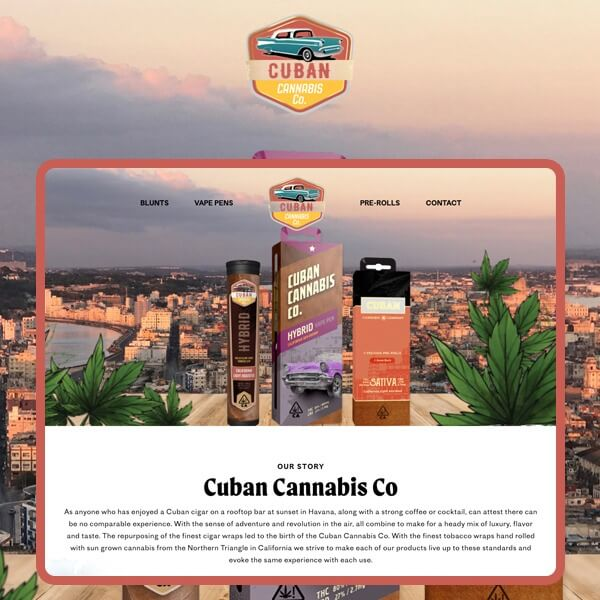 CUBAN
CANNABIS
Co.
BLUNTS
VAPE PENS
CUBAN
CANNABIS
Co.
PRE-ROLLS
CONTACT
CUBAN
CANNABIS
CO.
HYBRID VAPE PEN
HYBRID
CUBAN
SATIVA
OUR STORY
Cuban Cannabis Co
As anyone who has enjoyed a Cuban cigar on a rooftop bar at sunset in Havana, along with a strong coffee or cocktail, can attest there can
be no comparable experience. With the sense of adventure and revolution in the air, all combine to make for a heady mix of luxury, flavor
and taste. The repurposing of the finest cigar wraps led to the birth of the Cuban Cannabis Co. With the finest tobacco wraps hand rolled
with sun grown cannabis from the Northern Triangle in California we strive to make each of our products live up to these standards and
evoke the same experience with each use.